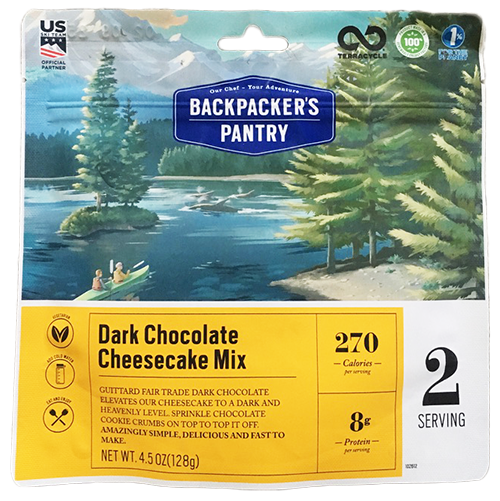 US
SKI TEAM
OFFICIAL
PARTNER
TERRACYCLE
100%
1%
FOR THE
PLANET
Our Chef – Your Adventure
BACKPACKER'S
PANTRY
VEGETARIAN
ADD COLD WATER
EAT AND ENJOY
Dark Chocolate
Cheesecake Mix
GUITTARD FAIR TRADE DARK CHOCOLATE
ELEVATES OUR CHEESECAKE TO A DARK AND
HEAVENLY LEVEL. SPRINKLE CHOCOLATE
COOKIE CRUMBS ON TOP TO TOP IT OFF.
AMAZINGLY SIMPLE, DELICIOUS AND FAST TO
MAKE.
NET WT. 4.5 OZ (128g)
270
Calories
per serving
8g
Protein
per serving
2
SERVING